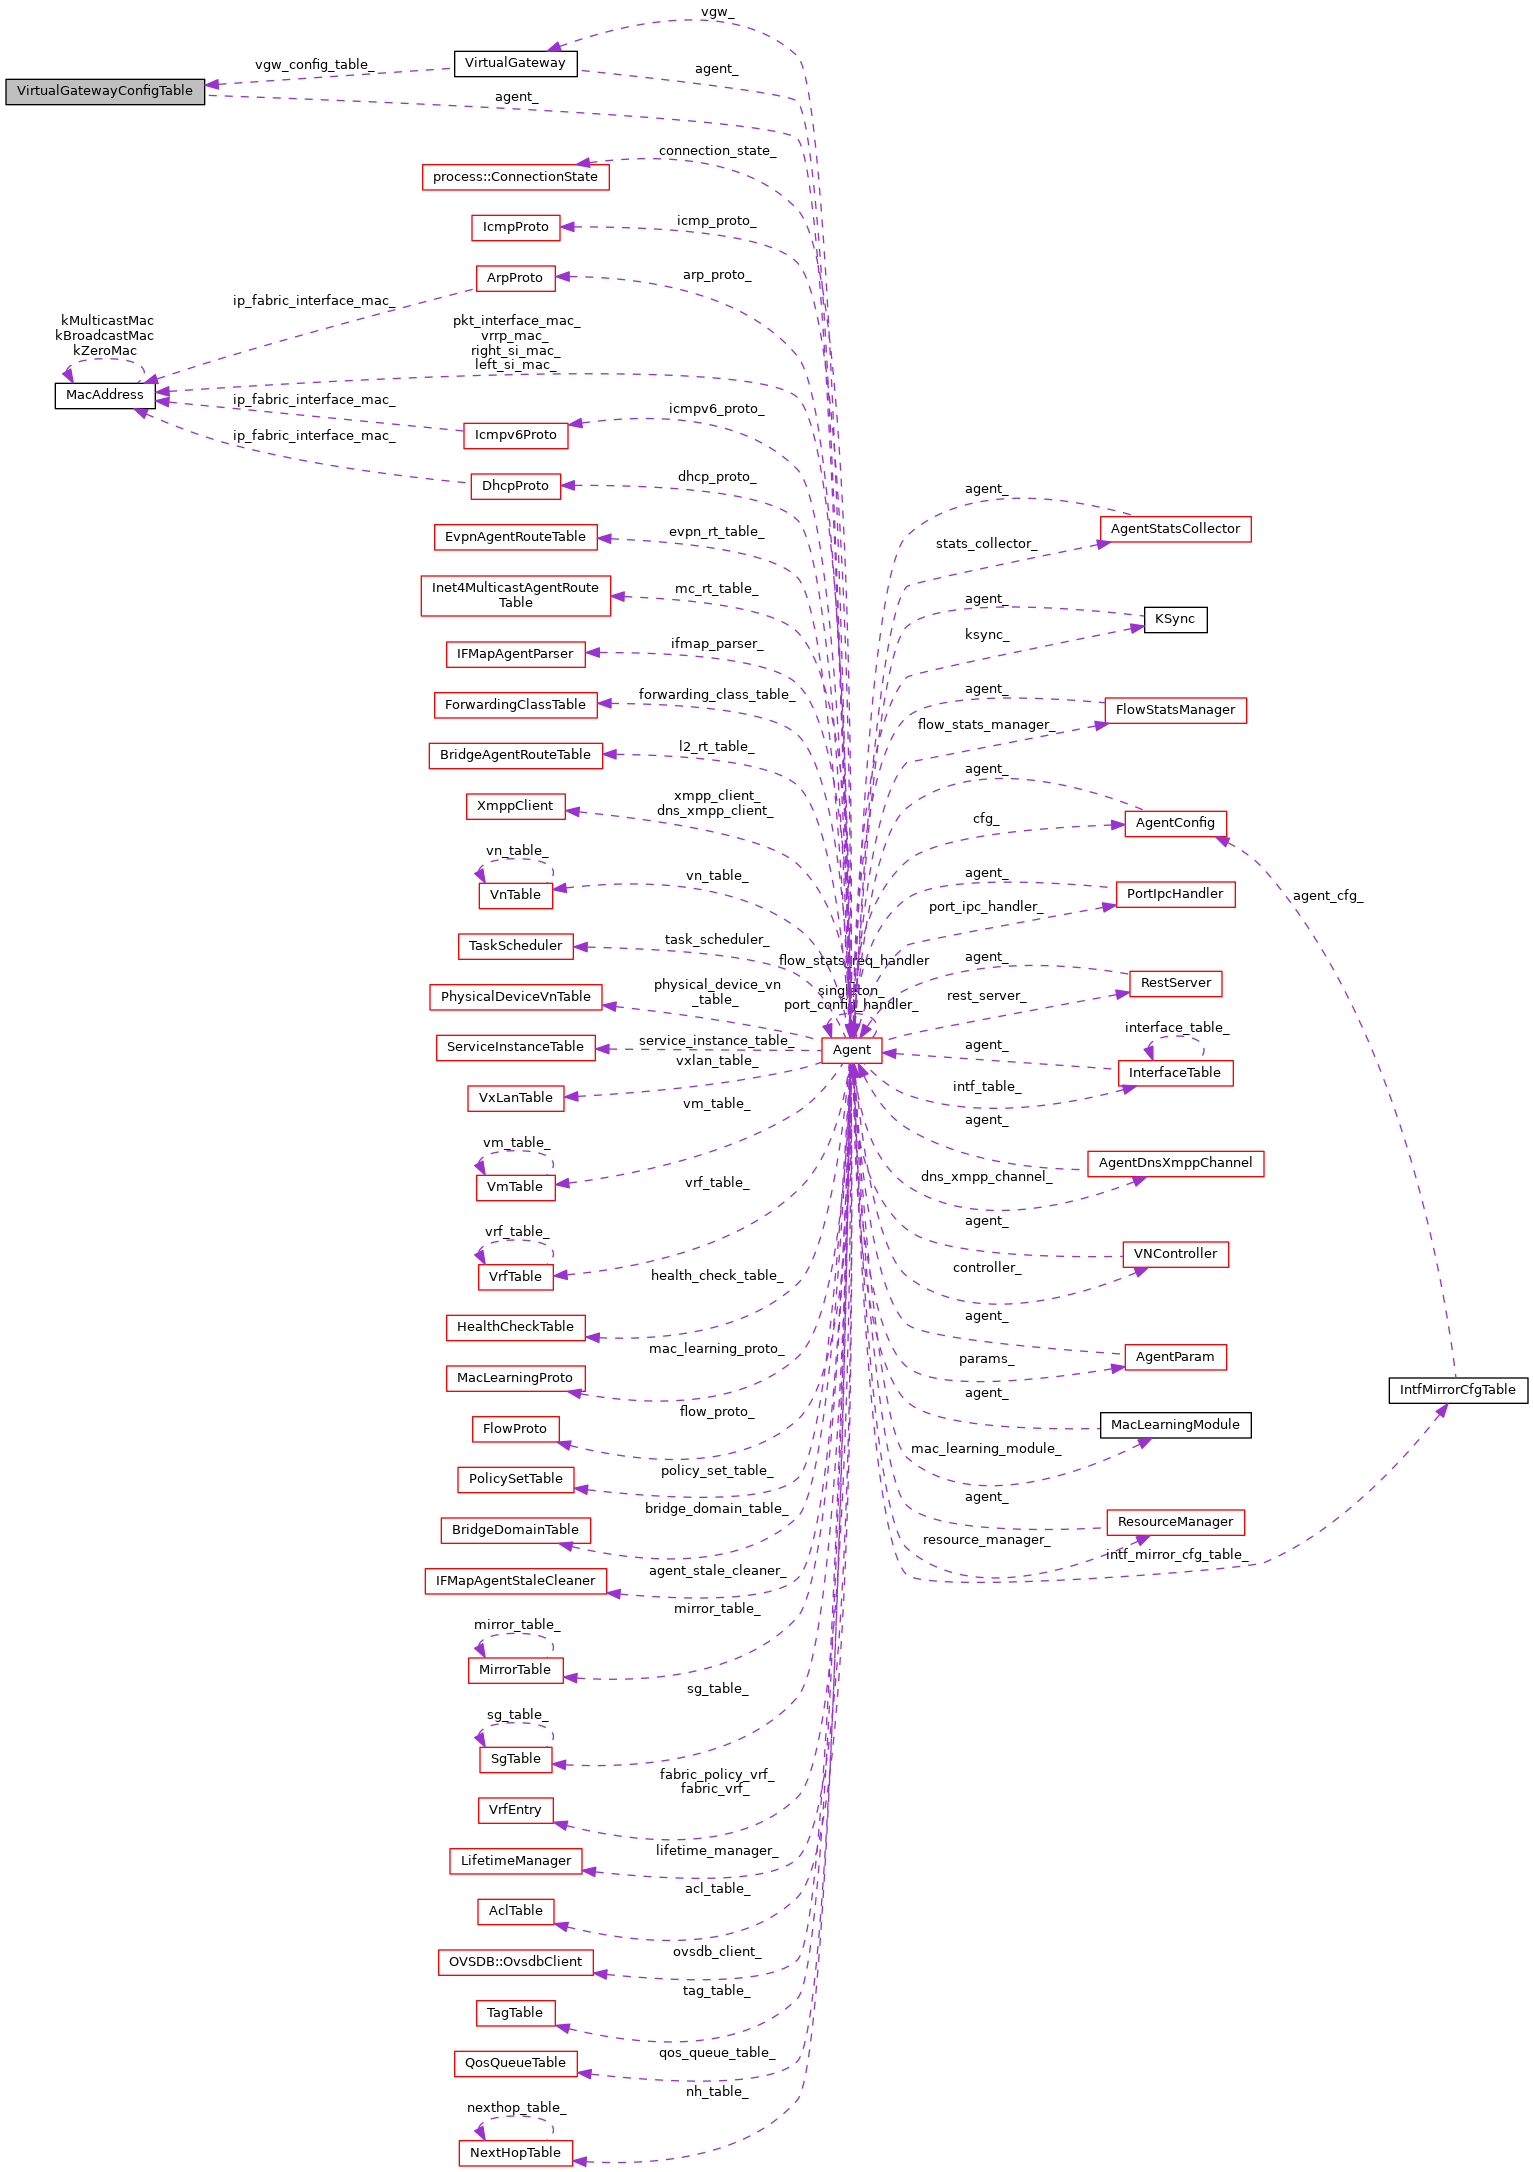 vgw_
VirtualGateway
vgw_config_table_
agent_
VirtualGatewayConfigTable
agent_
connection_state_
process::ConnectionState
icmp_proto_
IcmpProto
arp_proto_
ArpProto
ip_fabric_interface_mac_
kMulticastMac
kBroadcastMac
kZeroMac
pkt_interface_mac_
vrrp_mac_
right_si_mac_
left_si_mac_
MacAddress
ip_fabric_interface_mac_
icmpv6_proto_
Icmpv6Proto
ip_fabric_interface_mac_
dhcp_proto_
DhcpProto
evpn_rt_table_
EvpnAgentRouteTable
mc_rt_table_
Inet4MulticastAgentRoute
Table
ifmap_parser_
IFMapAgentParser
forwarding_class_table_
ForwardingClassTable
l2_rt_table_
BridgeAgentRouteTable
xmpp_client_
dns_xmpp_client_
XmppClient
vn_table_
vn_table_
VnTable
task_scheduler_
TaskScheduler
physical_device_vn
_table_
PhysicalDeviceVnTable
service_instance_table_
ServiceInstanceTable
vxlan_table_
VxLanTable
vm_table_
vm_table_
VmTable
vrf_table_
vrf_table_
VrfTable
health_check_table_
HealthCheckTable
mac_learning_proto_
MacLearningProto
flow_proto_
FlowProto
policy_set_table_
PolicySetTable
bridge_domain_table_
BridgeDomainTable
agent_stale_cleaner_
IFMapAgentStaleCleaner
mirror_table_
mirror_table_
MirrorTable
sg_table_
sg_table_
SgTable
fabric_policy_vrf_
fabric_vrf_
VrfEntry
lifetime_manager_
LifetimeManager
acl_table_
AclTable
ovsdb_client_
OVSDB::OvsdbClient
tag_table_
TagTable
qos_queue_table_
QosQueueTable
nh_table_
nexthop_table_
NextHopTable
flow_stats_req_handler
_
singleton_
port_config_handler_
Agent
agent_
AgentStatsCollector
stats_collector_
agent_
KSync
ksync_
agent_
FlowStatsManager
flow_stats_manager_
agent_
cfg_
AgentConfig
agent_
PortIpcHandler
port_ipc_handler_
agent_cfg_
agent_
RestServer
rest_server_
interface_table_
agent_
InterfaceTable
intf_table_
agent_
AgentDnsXmppChannel
dns_xmpp_channel_
agent_
VNController
controller_
agent_
AgentParam
params_
IntfMirrorCfgTable
agent_
MacLearningModule
mac_learning_module_
agent_
ResourceManager
resource_manager_
intf_mirror_cfg_table_